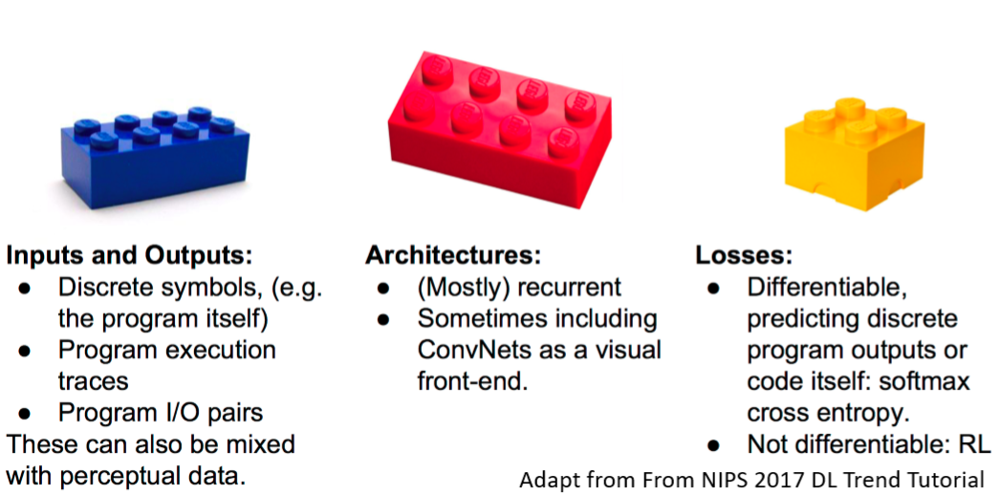 Inputs and Outputs:
● Discrete symbols, (e.g.
the program itself)
● Program execution
traces
● Program I/O pairs
These can also be mixed
with perceptual data.
Architectures:
● (Mostly) recurrent
● Sometimes including
ConvNets as a visual
front-end.
Losses:
● Differentiable,
predicting discrete
program outputs or
code itself: softmax
cross entropy.
● Not differentiable: RL
Adapt from From NIPS 2017 DL Trend Tutorial